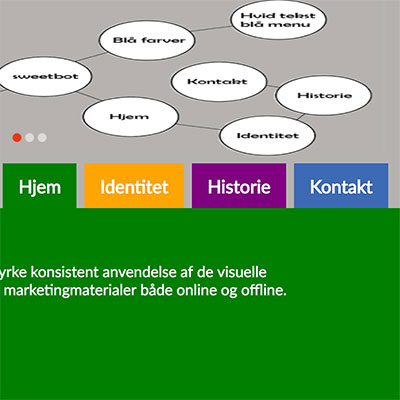 Hvid tekst
blå menu
Blå farver
sweetbot
Kontakt
Historie
Hjem
Identitet
Hjem
Identitet
Historie
Kontakt
yrke konsistent anvendelse af de visuelle
marketingmaterialer både online og offline.